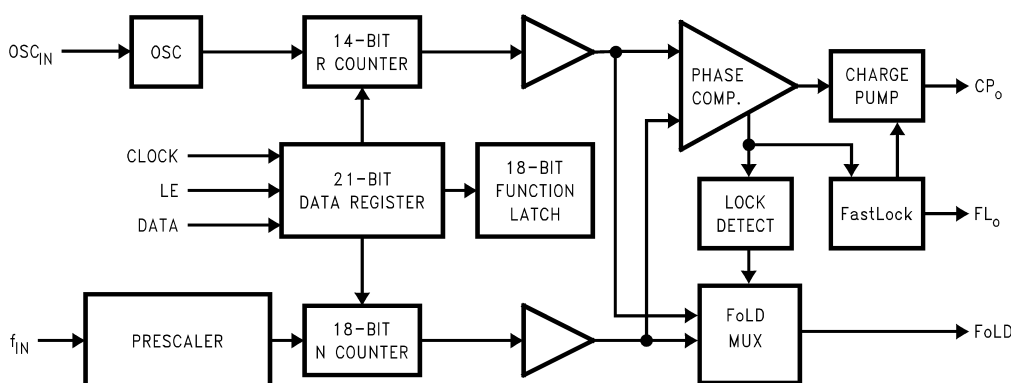 OSC_IN
OSC
14-BIT
R COUNTER
PHASE
COMP.
CHARGE
PUMP
CP_o
CLOCK
LE
DATA
21-BIT
DATA REGISTER
18-BIT
FUNCTION
LATCH
LOCK
DETECT
FastLock
FL_o
f_IN
PRESCALER
18-BIT
N COUNTER
FoLD
MUX
FoLD